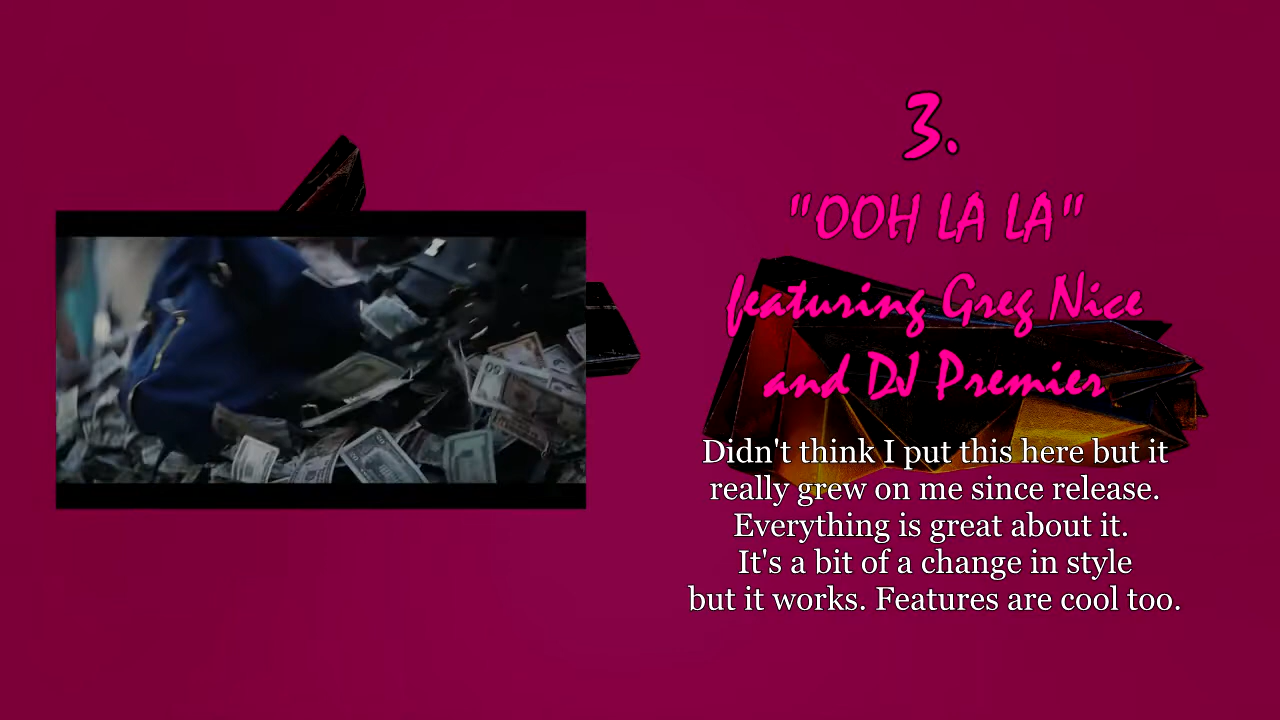 3.
"OOH LA LA"
featuring Greg Nice
and DJ Premier
Didn't think I put this here but it
really grew on me since release.
Everything is great about it.
It's a bit of a change in style
but it works. Features are cool too.
50